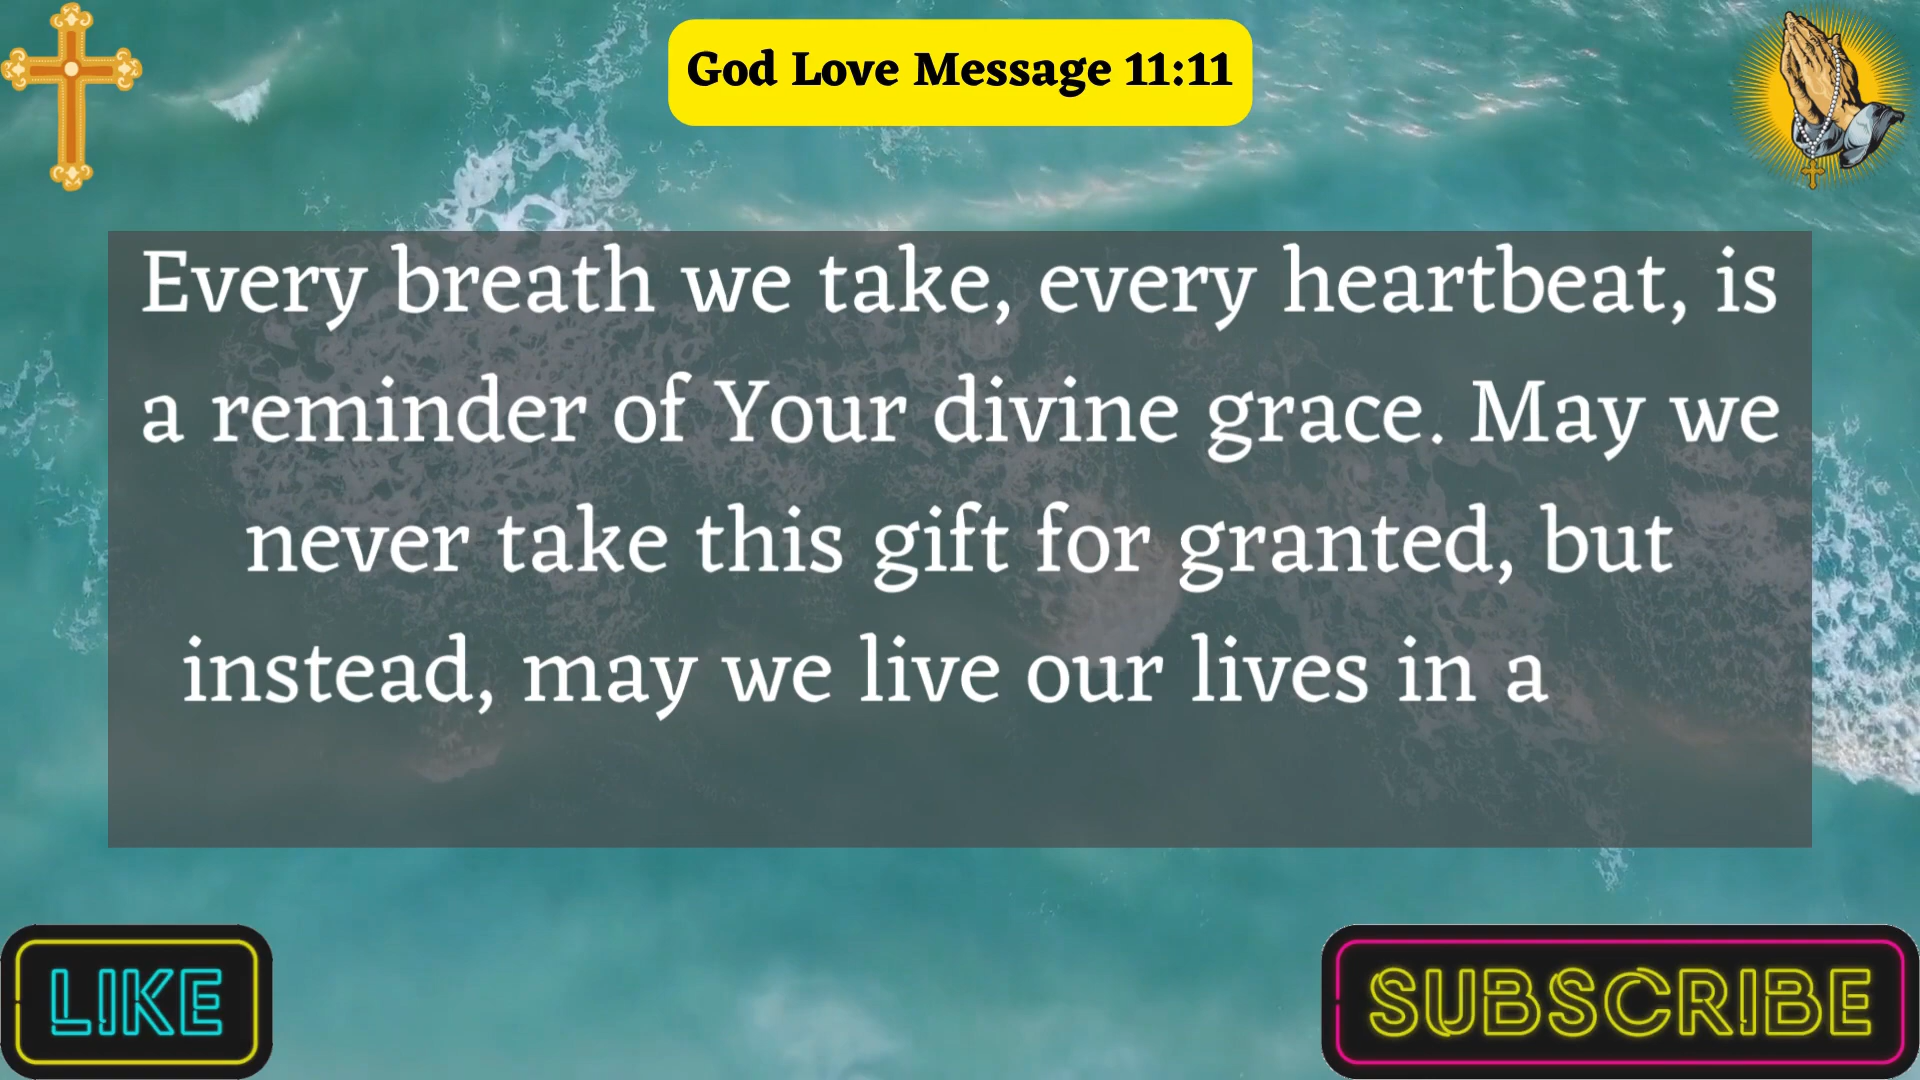 God Love Message 11:11
Every breath we take, every heartbeat, is
a reminder of Your divine grace. May we
never take this gift for granted, but
instead, may we live our lives in a
LIKE
SUBSCRIBE